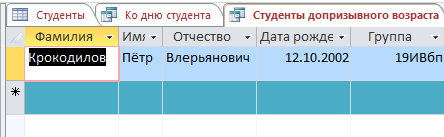 Студенты Ко дню студента Студенты допризывного возраста
Фамилия Имя Отчество Дата рожде Группа
Крокодилов Пётр Влерьянович 12.10.2002 19ИВбп